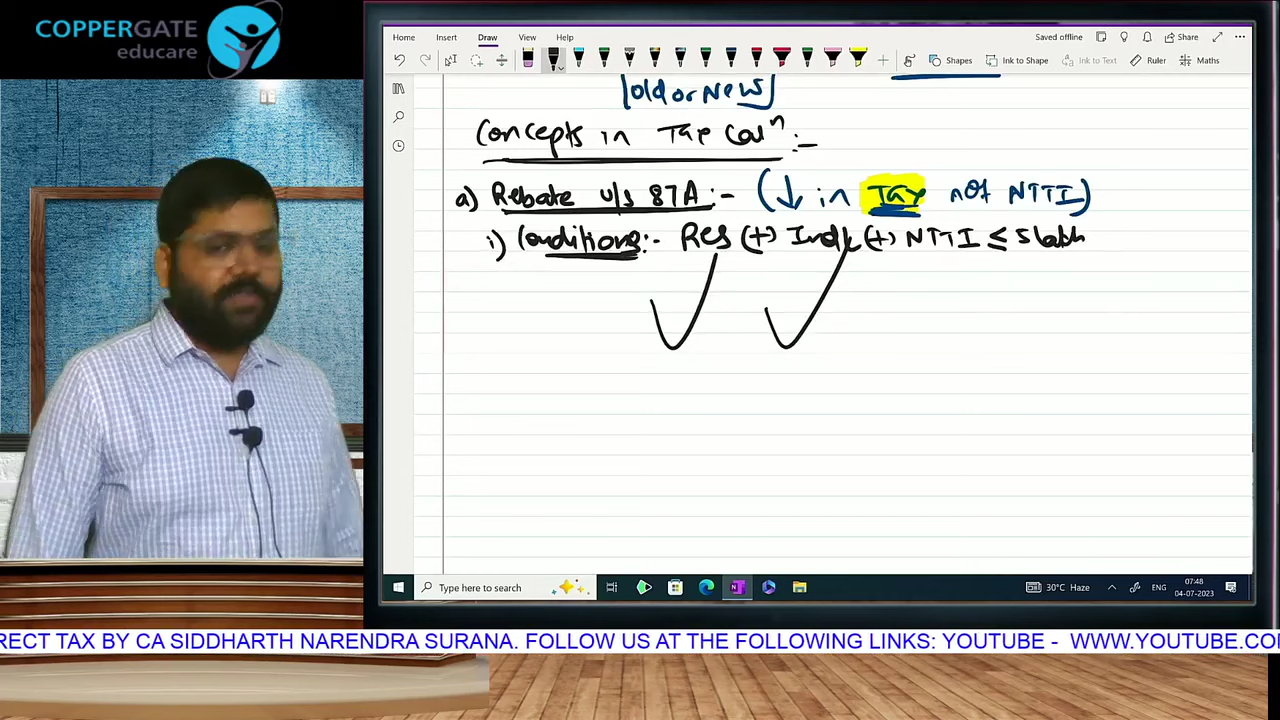 COPPERGATE
educare
Home Insert Draw View Help
Saved offline
Share
Shapes
Ink to Shape
Ink to Text
Ruler
Maths
[old or New]
Concepts in Tax Calⁿ :-
a) Rebate u/s 87A :- (↓ in Tax not NTTI)
i) Conditions :- Res (+) Indv (+) NTTI ≤ 5 lakh
Type here to search
30°C Haze
ENG
07:48
04-07-2023
RECT TAX BY CA SIDDHARTH NARENDRA SURANA. FOLLOW US AT THE FOLLOWING LINKS: YOUTUBE - WWW.YOUTUBE.CO